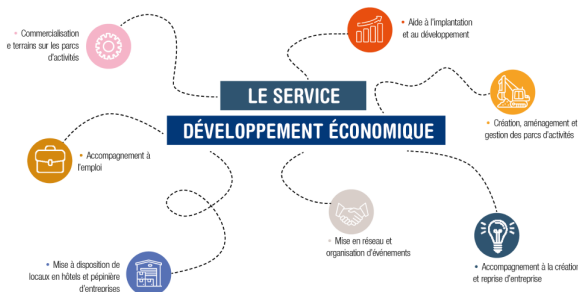 • Commercialisation
e terrains sur les parcs
d'activités
• Aide à l'implantation
et au développement
LE SERVICE
DÉVELOPPEMENT ÉCONOMIQUE
• Création, aménagement et
gestion des parcs d'activités
• Accompagnement à
l'emploi
• Mise en réseau et
organisation d'événements
• Mise à disposition de
locaux en hôtels et pépinière
d'entreprises
• Accompagnement à la création
et reprise d'entreprise